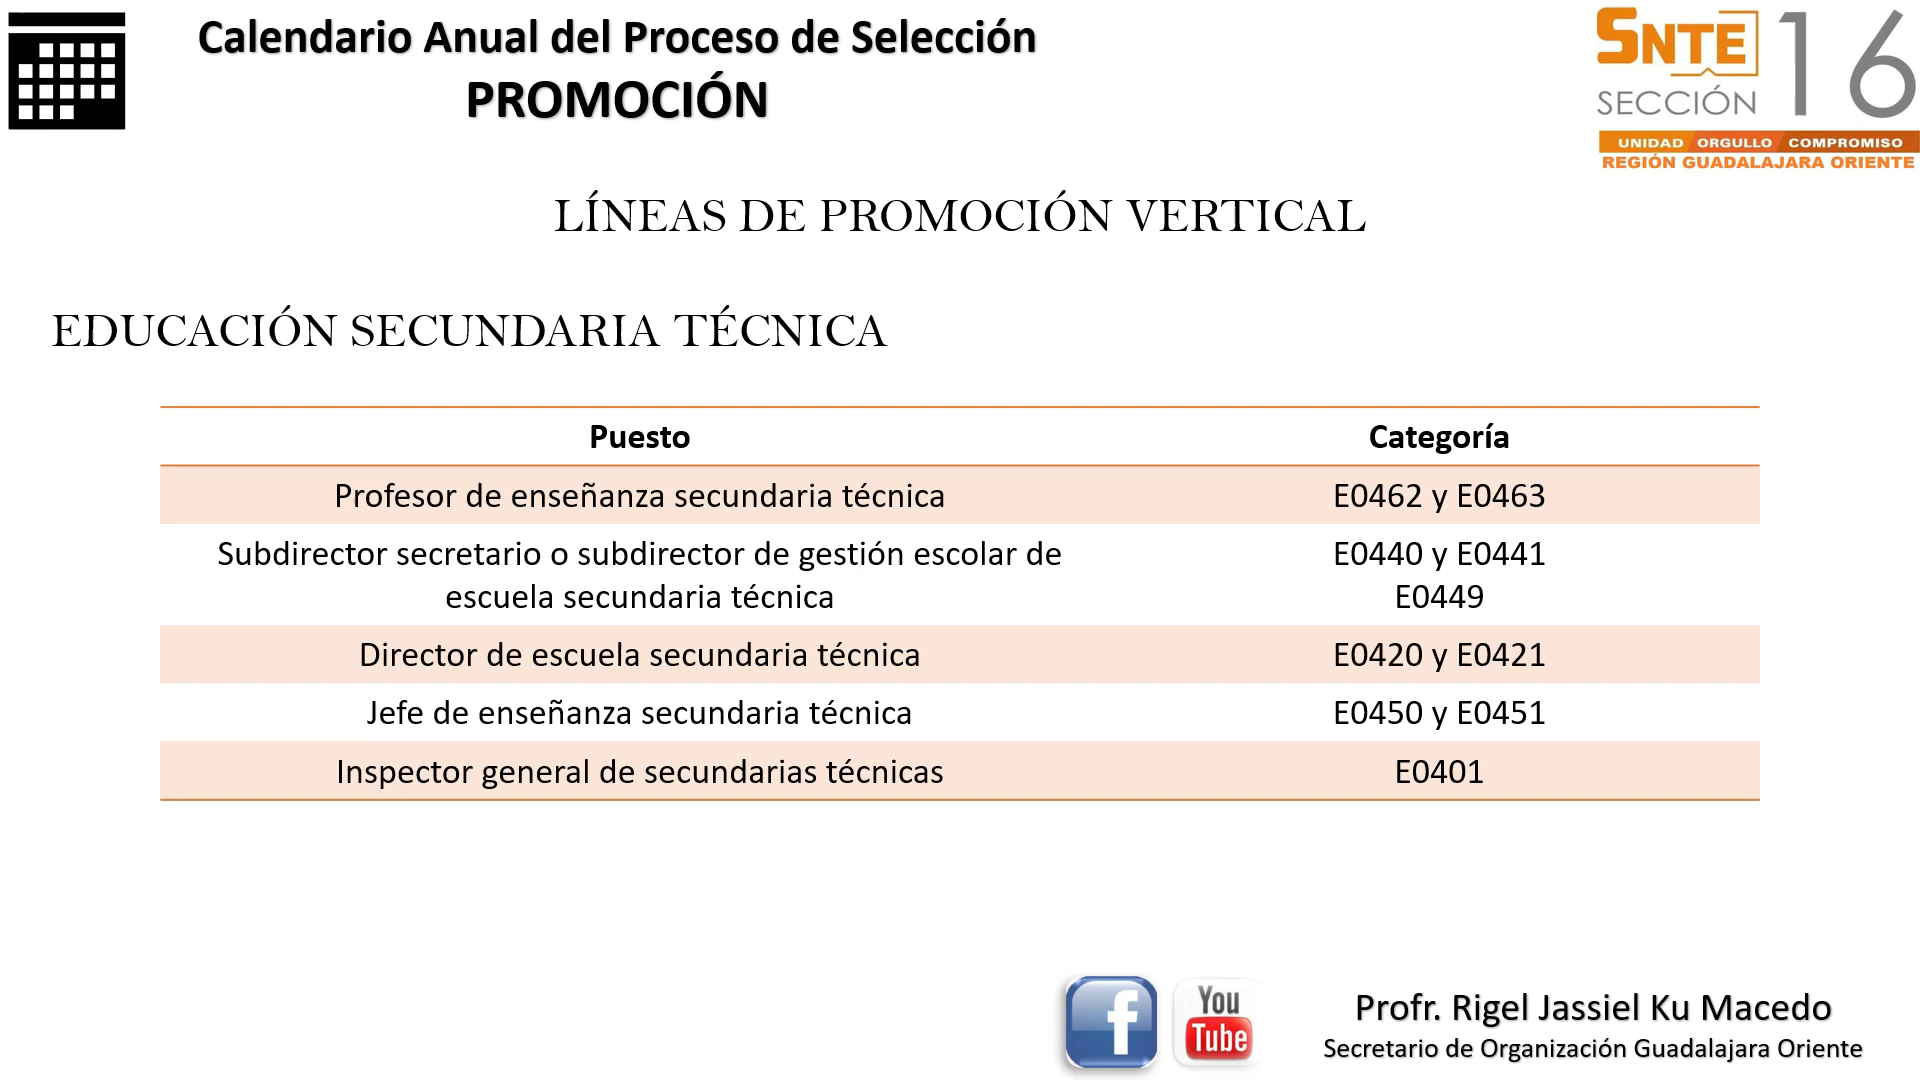 Calendario Anual del Proceso de Selección
PROMOCIÓN
SNTE 16
SECCIÓN
UNIDAD ORGULLO COMPROMISO
REGIÓN GUADALAJARA ORIENTE
LÍNEAS DE PROMOCIÓN VERTICAL
EDUCACIÓN SECUNDARIA TÉCNICA
Puesto Categoría
Profesor de enseñanza secundaria técnica E0462 y E0463
Subdirector secretario o subdirector de gestión escolar de E0440 y E0441
escuela secundaria técnica E0449
Director de escuela secundaria técnica E0420 y E0421
Jefe de enseñanza secundaria técnica E0450 y E0451
Inspector general de secundarias técnicas E0401
f
You
Tube
Profr. Rigel Jassiel Ku Macedo
Secretario de Organización Guadalajara Oriente